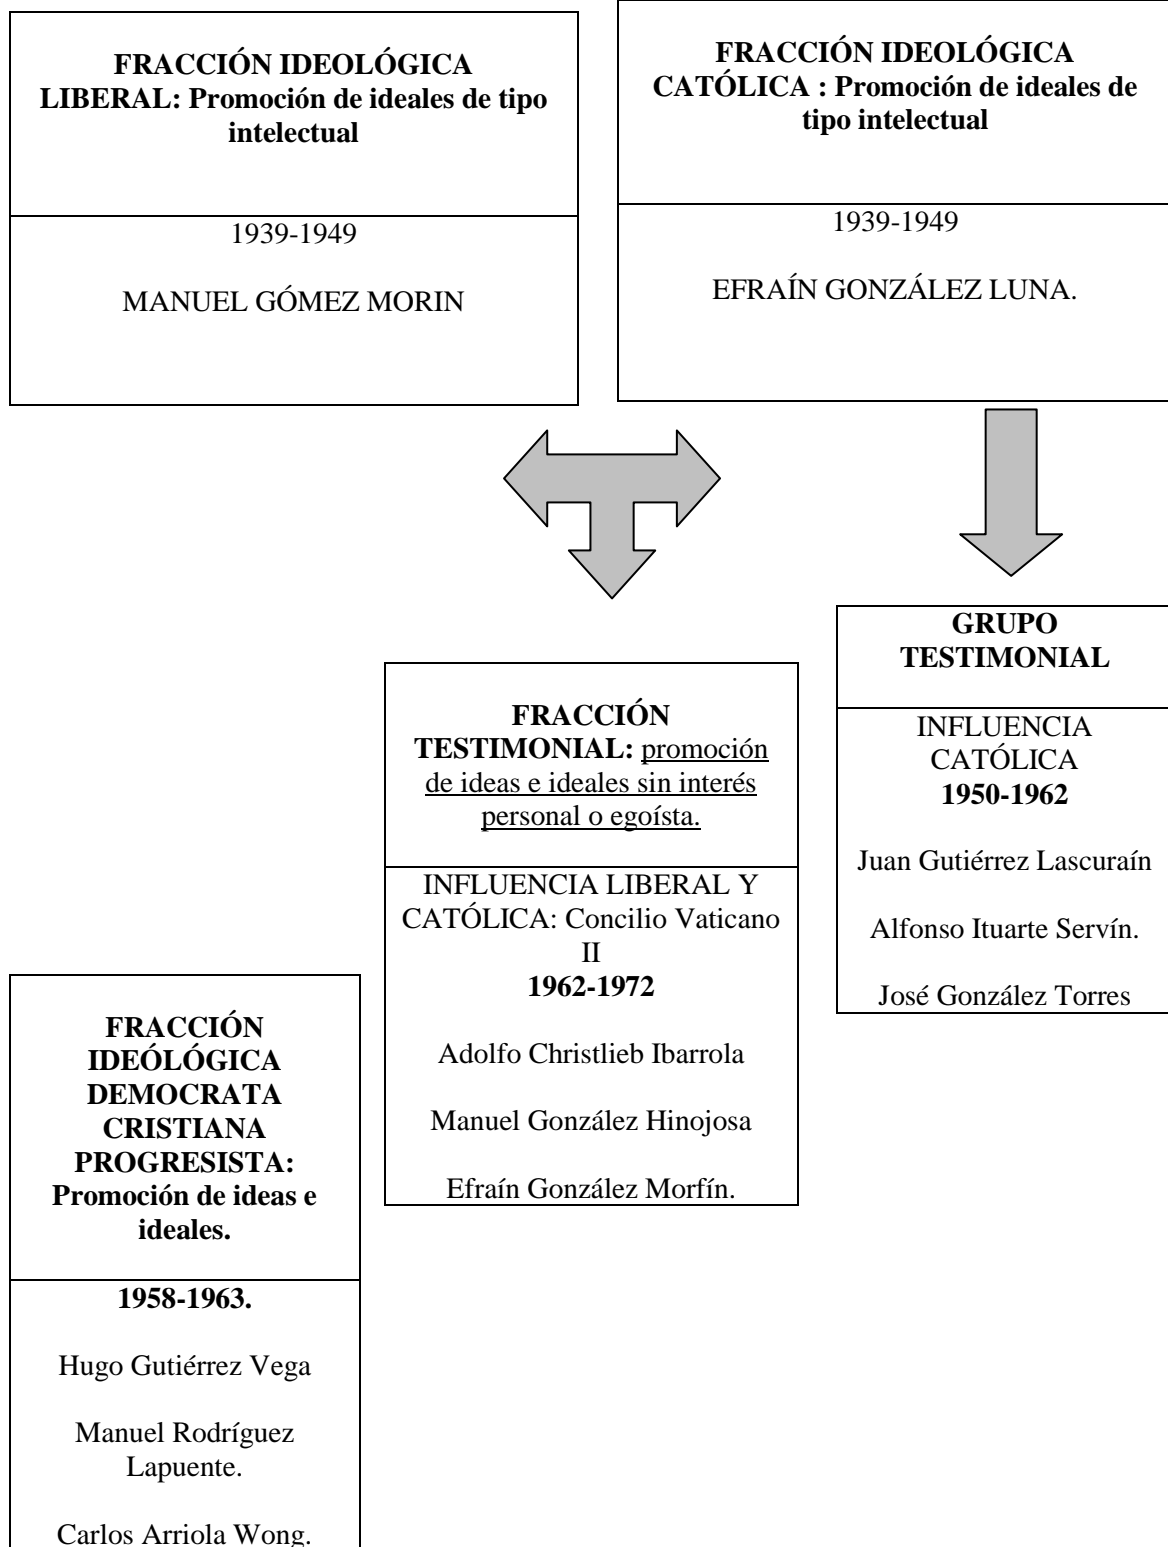 FRACCIÓN IDEOLÓGICA
LIBERAL: Promoción de ideales de tipo
intelectual
1939-1949
MANUEL GÓMEZ MORIN
FRACCIÓN IDEOLÓGICA
CATÓLICA : Promoción de ideales de
tipo intelectual
1939-1949
EFRAÍN GONZÁLEZ LUNA.
GRUPO
TESTIMONIAL
INFLUENCIA
CATÓLICA
1950-1962
Juan Gutiérrez Lascuraín
Alfonso Ituarte Servín.
José González Torres
FRACCIÓN
TESTIMONIAL: promoción
de ideas e ideales sin interés
personal o egoísta.
INFLUENCIA LIBERAL Y
CATÓLICA: Concilio Vaticano
II
1962-1972
Adolfo Christlieb Ibarrola
Manuel González Hinojosa
Efraín González Morfín.
FRACCIÓN
IDEÓLÓGICA
DEMOCRATA
CRISTIANA
PROGRESISTA:
Promoción de ideas e
ideales.
1958-1963.
Hugo Gutiérrez Vega
Manuel Rodríguez
Lapuente.
Carlos Arriola Wong.